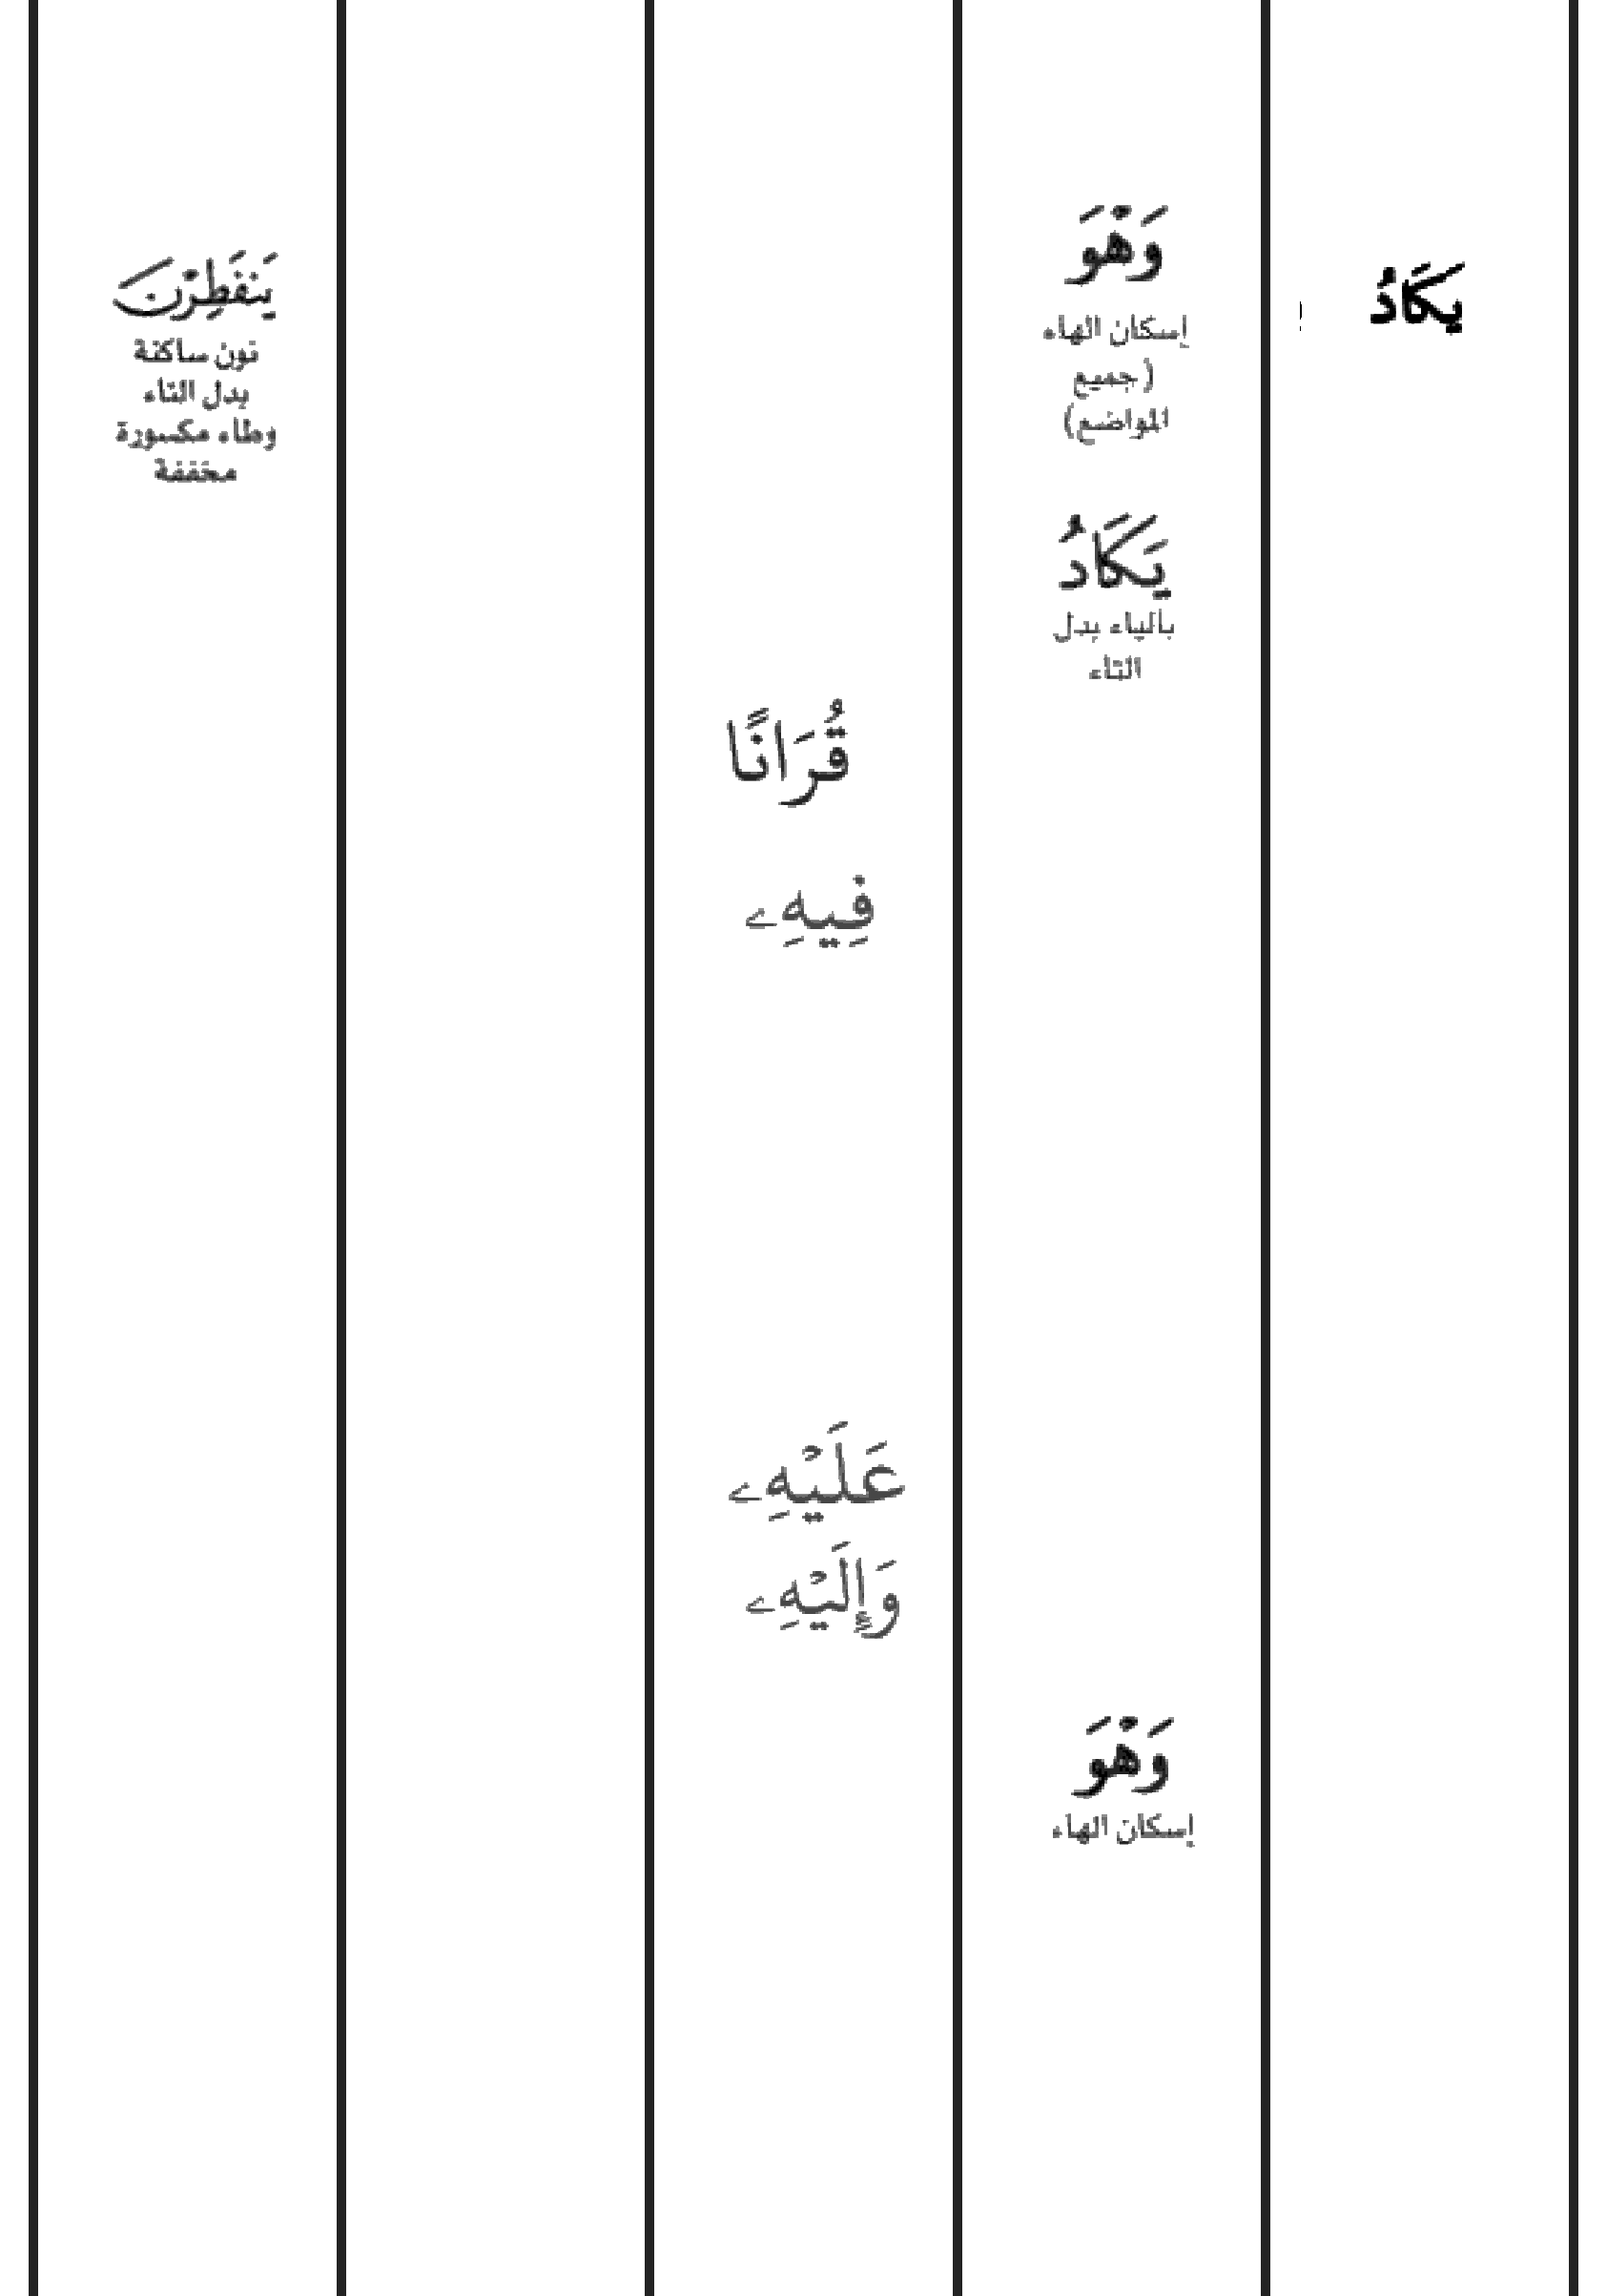 يَكَادُ
وَهْوَ
إسكان الهاء
(جميع
المواضع)
يَكَادُ
بالياء بدل
التاء
وَهْوَ
إسكان الهاء
قُرَانًا
فِيهِے
عَلَيْهِے
وَإِلَيْهِے
يَنفَطِرْنَ
نون ساكنة
بدل التاء
وطاء مكسورة
مخففة